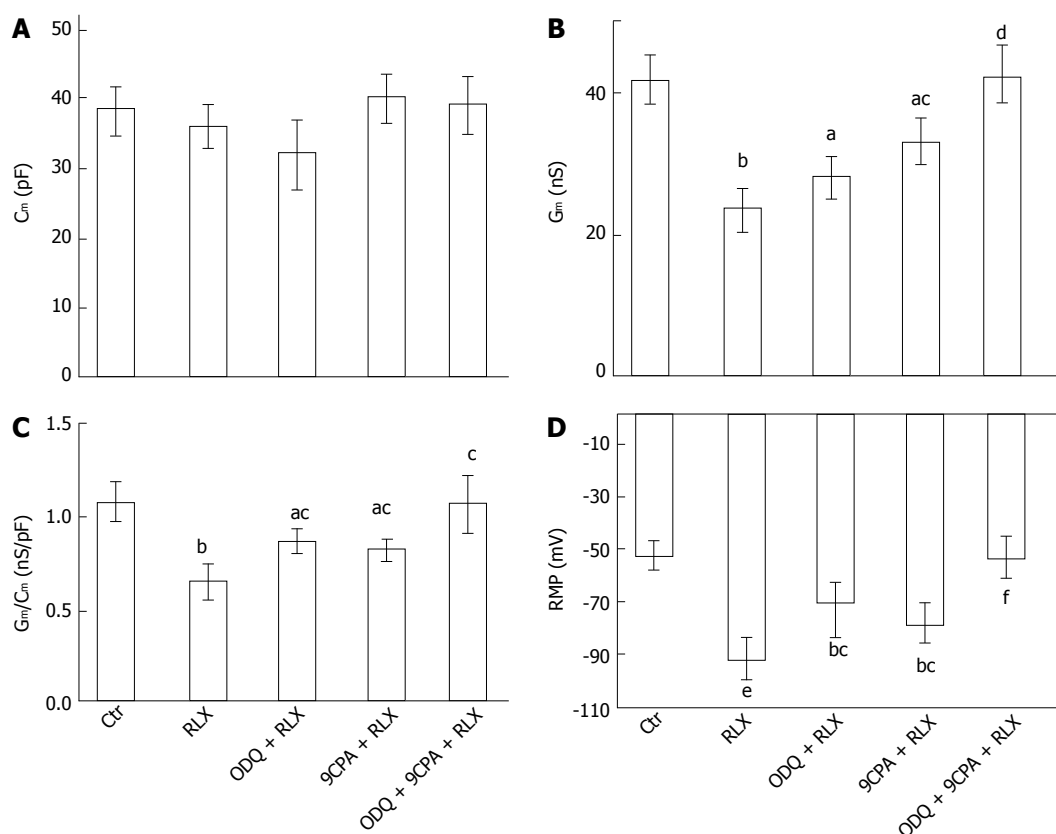 A
50
40
30
20
10
0
Cm (pF)
B
40
20
0
Gm (nS)
b
a
ac
d
C
1.5
1.0
0.5
0.0
Gm/Cm (nS/pF)
b
ac
ac
c
Ctr
RLX
ODQ + RLX
9CPA + RLX
ODQ + 9CPA + RLX
D
-10
-30
-50
-70
-90
-110
RMP (mV)
e
bc
bc
f
Ctr
RLX
ODQ + RLX
9CPA + RLX
ODQ + 9CPA + RLX